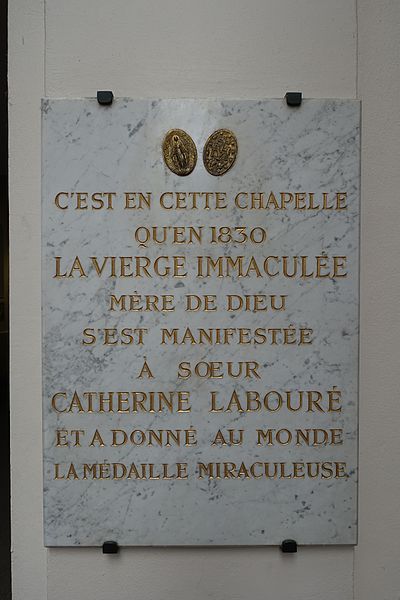 C'EST EN CETTE CHAPELLE
QU'EN 1830
LA VIERGE IMMACULÉE
MÈRE DE DIEU
S'EST MANIFESTÉE
À SŒUR
CATHERINE LABOURÉ
ET A DONNÉ AU MONDE
LA MÉDAILLE MIRACULEUSE